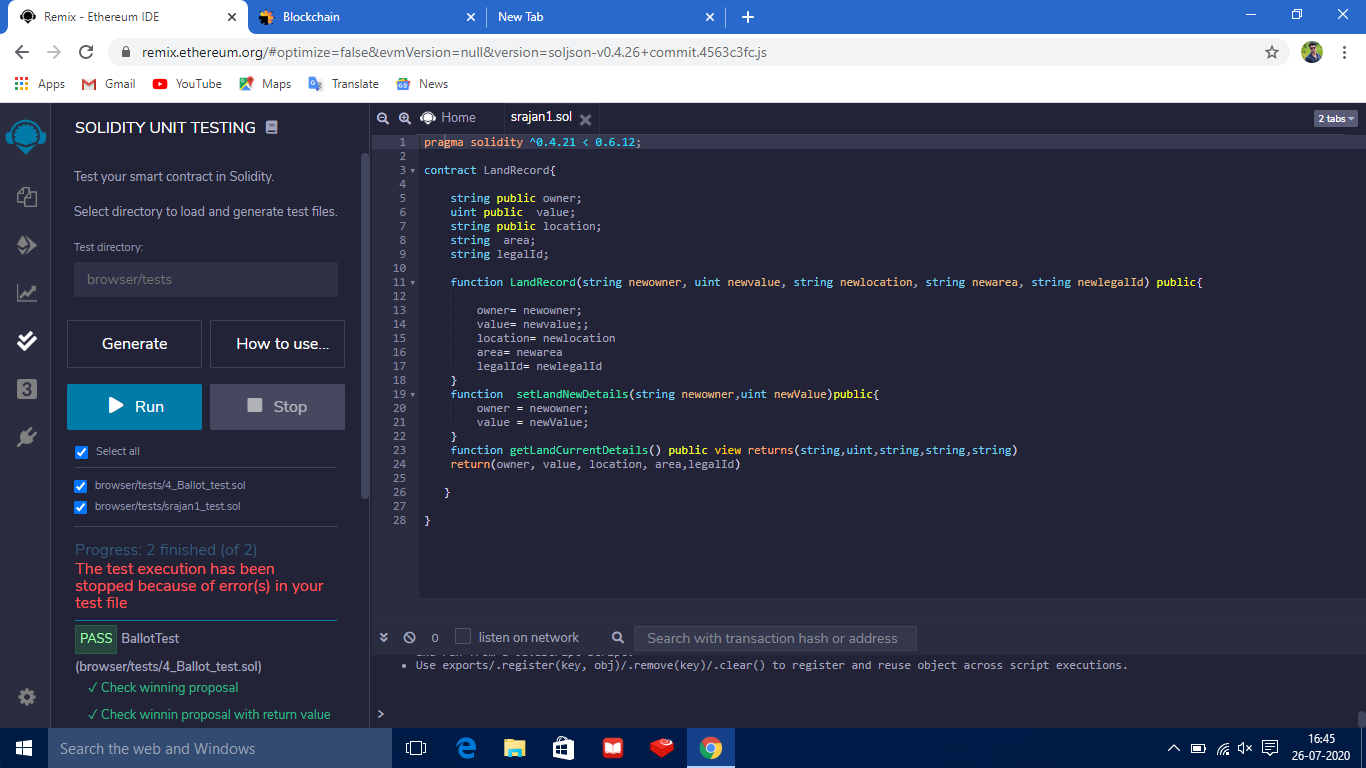 Remix - Ethereum IDE
Blockchain
New Tab
remix.ethereum.org/#optimize=false&evmVersion=null&version=soljson-v0.4.26+commit.4563c3fc.js
Apps Gmail YouTube Maps Translate News
SOLIDITY UNIT TESTING
Test your smart contract in Solidity.
Select directory to load and generate test files.
Test directory:
browser/tests
Generate
How to use...
Run
Stop
Select all
browser/tests/4_Ballot_test.sol
browser/tests/srajan1_test.sol
Progress: 2 finished (of 2)
The test execution has been
stopped because of error(s) in your
test file
PASS BallotTest
(browser/tests/4_Ballot_test.sol)
✓ Check winning proposal
✓ Check winnin proposal with return value
3
Home
srajan1.sol
2 tabs
1 pragma solidity ^0.4.21 < 0.6.12;
2
3 contract LandRecord{
4
5 string public owner;
6 uint public  value;
7 string public location;
8 string  area;
9 string legalId;
10
11 function LandRecord(string newowner, uint newvalue, string newlocation, string newarea, string newlegalId) public{
12
13 owner= newowner;
14 value= newvalue;;
15 location= newlocation
16 area= newarea
17 legalId= newlegalId
18 }
19 function  setLandNewDetails(string newowner,uint newValue)public{
20 owner = newowner;
21 value = newValue;
22 }
23 function getLandCurrentDetails() public view returns(string,uint,string,string,string)
24 return(owner, value, location, area,legalId)
25
26 }
27
28 }
0
listen on network
Search with transaction hash or address
• Use exports/.register(key, obj)/.remove(key)/.clear() to register and reuse object across script executions.
>
Search the web and Windows
16:45
26-07-2020